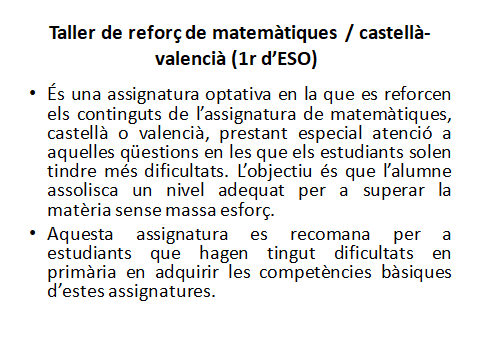 Taller de reforç de matemàtiques / castellà-
valencià (1r d’ESO)
• És una assignatura optativa en la que es reforcen
els continguts de l’assignatura de matemàtiques,
castellà o valencià, prestant especial atenció a
aquelles qüestions en les que els estudiants solen
tindre més dificultats. L’objectiu és que l’alumne
assolisca un nivell adequat per a superar la
matèria sense massa esforç.
• Aquesta assignatura es recomana per a
estudiants que hagen tingut dificultats en
primària en adquirir les competències bàsiques
d’estes assignatures.